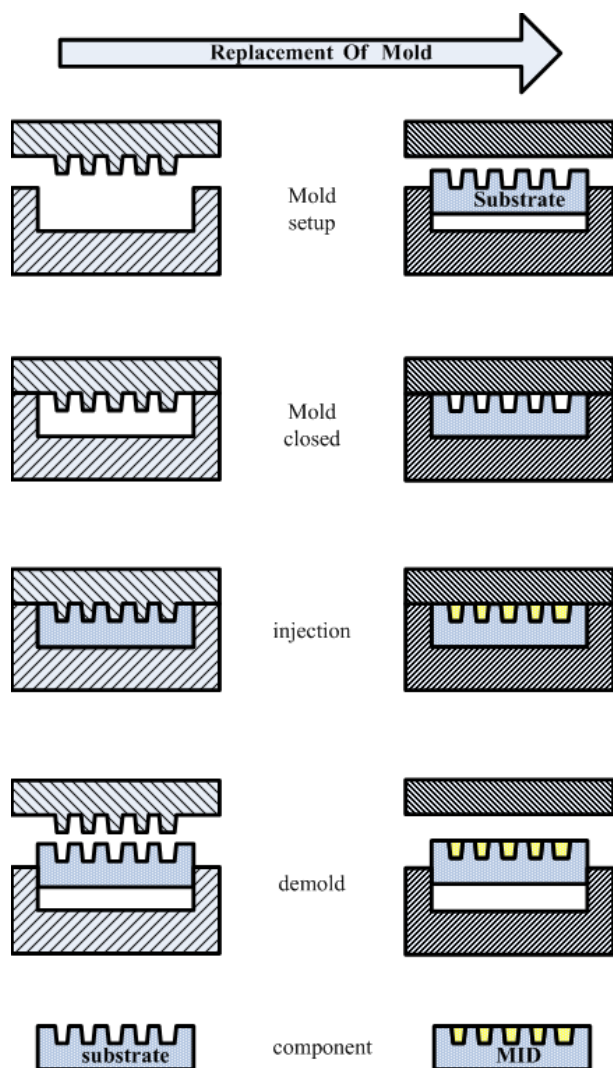 Replacement Of Mold
Mold
setup
Substrate
Mold
closed
injection
demold
substrate
component
MID